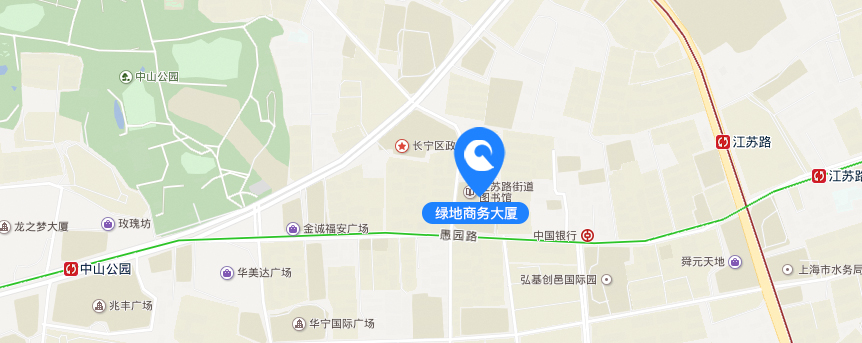 中山公园
长宁区政
江苏路
江苏路
苏路街道
图书馆
绿地商务大厦
龙之梦大厦
玫瑰坊
金诚福安广场
愚园路
中国银行
中山公园
华美达广场
舜元天地
上海市水务局
弘基创邑国际园
兆丰广场
华宁国际广场